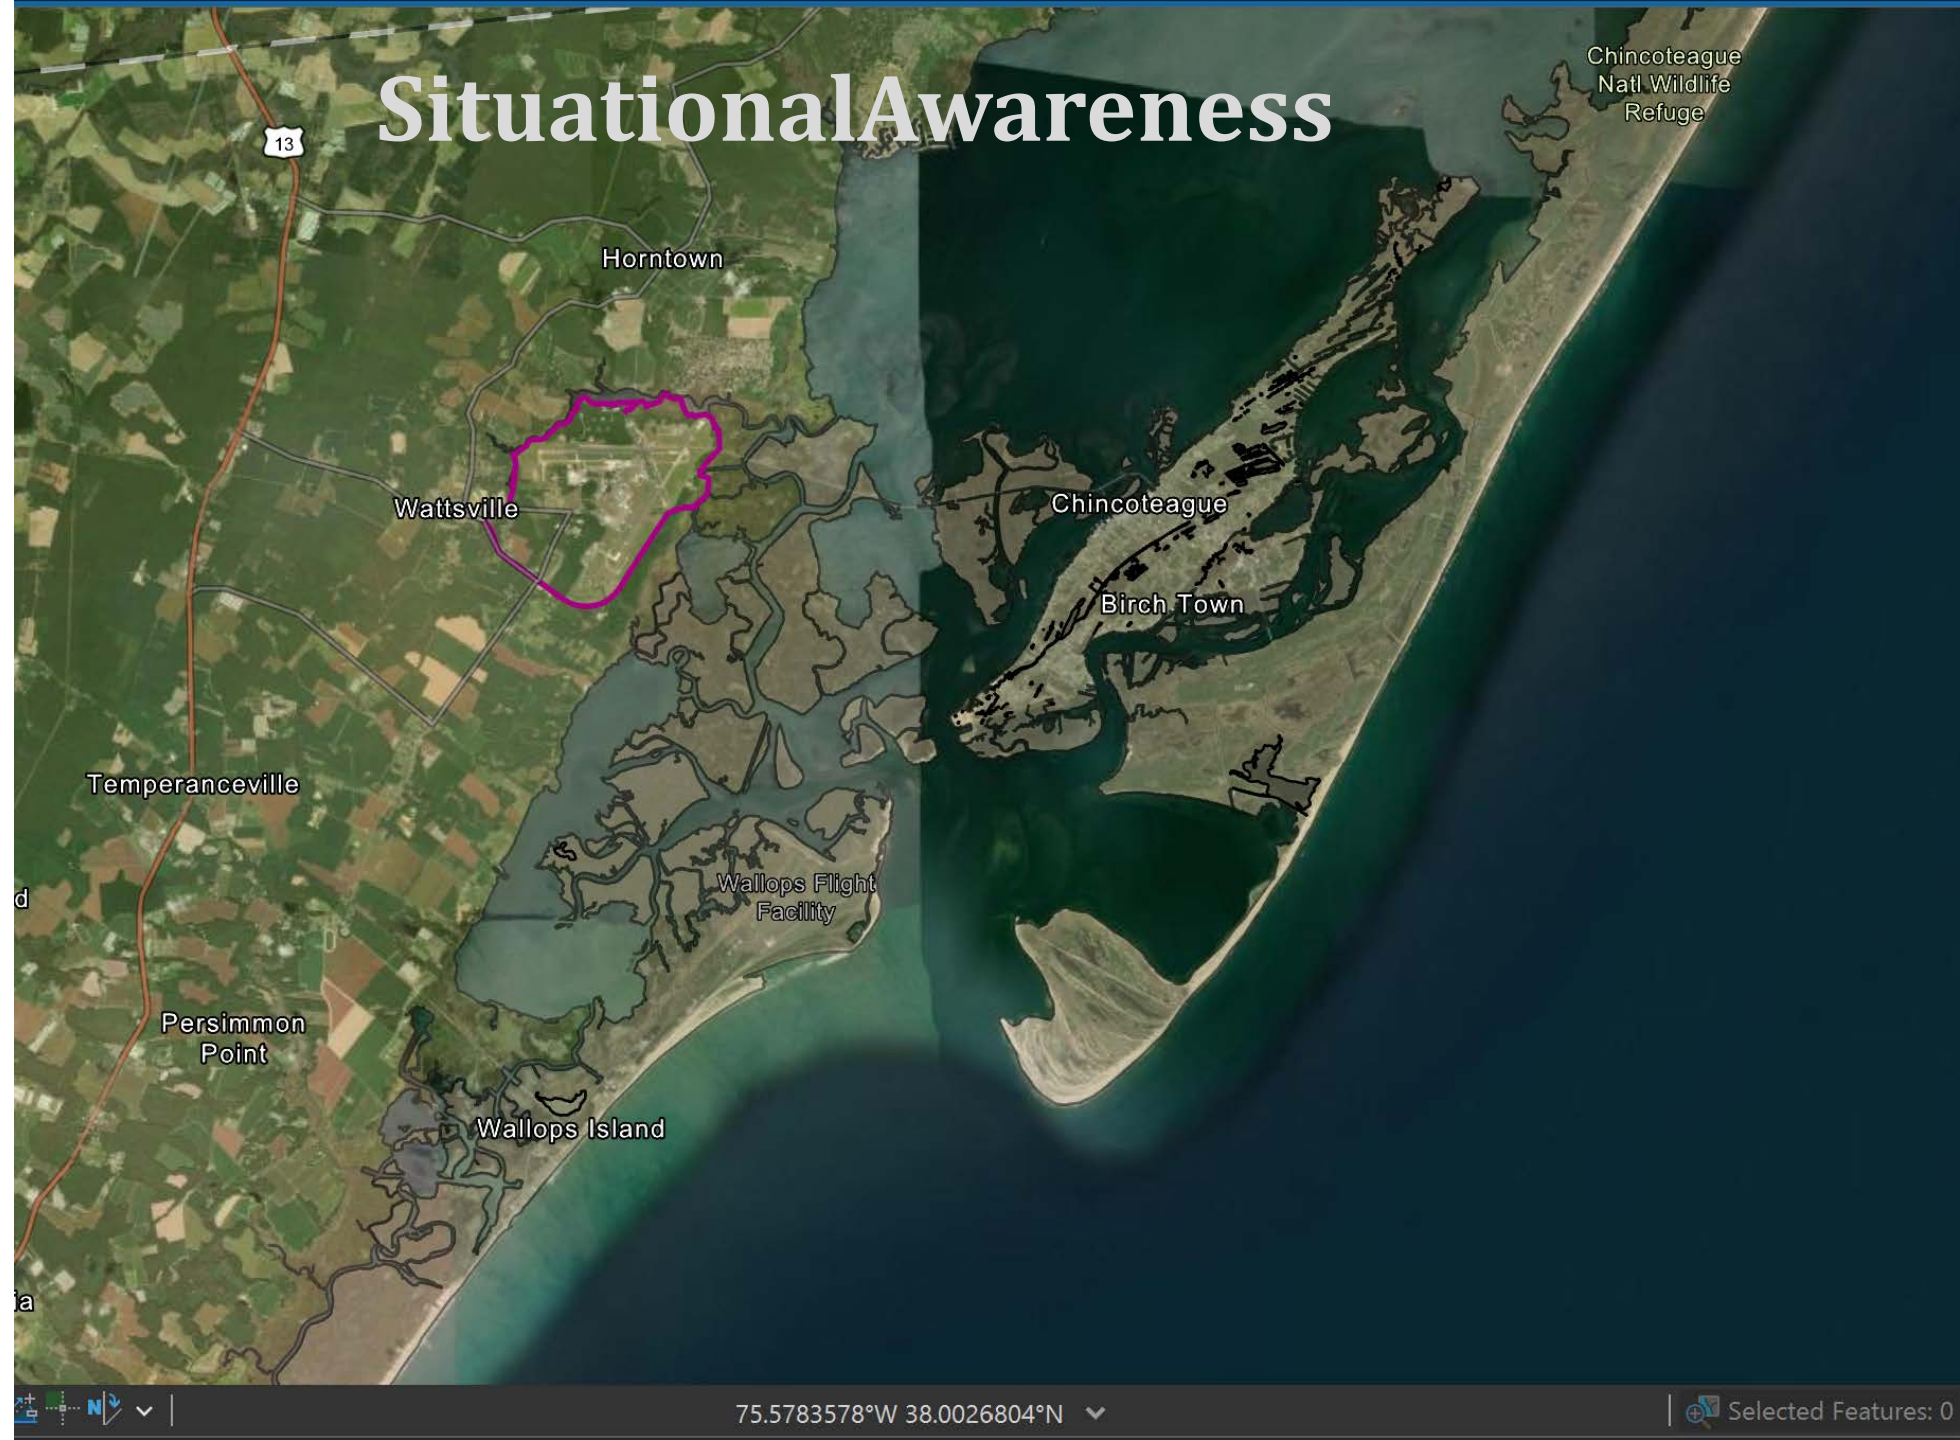 SituationalAwareness
Chincoteague
Natl Wildlife
Refuge
13
Horntown
Wattsville
Chincoteague
Birch Town
Temperanceville
Wallops Flight
Facility
d
Persimmon
Point
Wallops Island
ia
N
75.5783578°W 38.0026804°N
Selected Features: 0